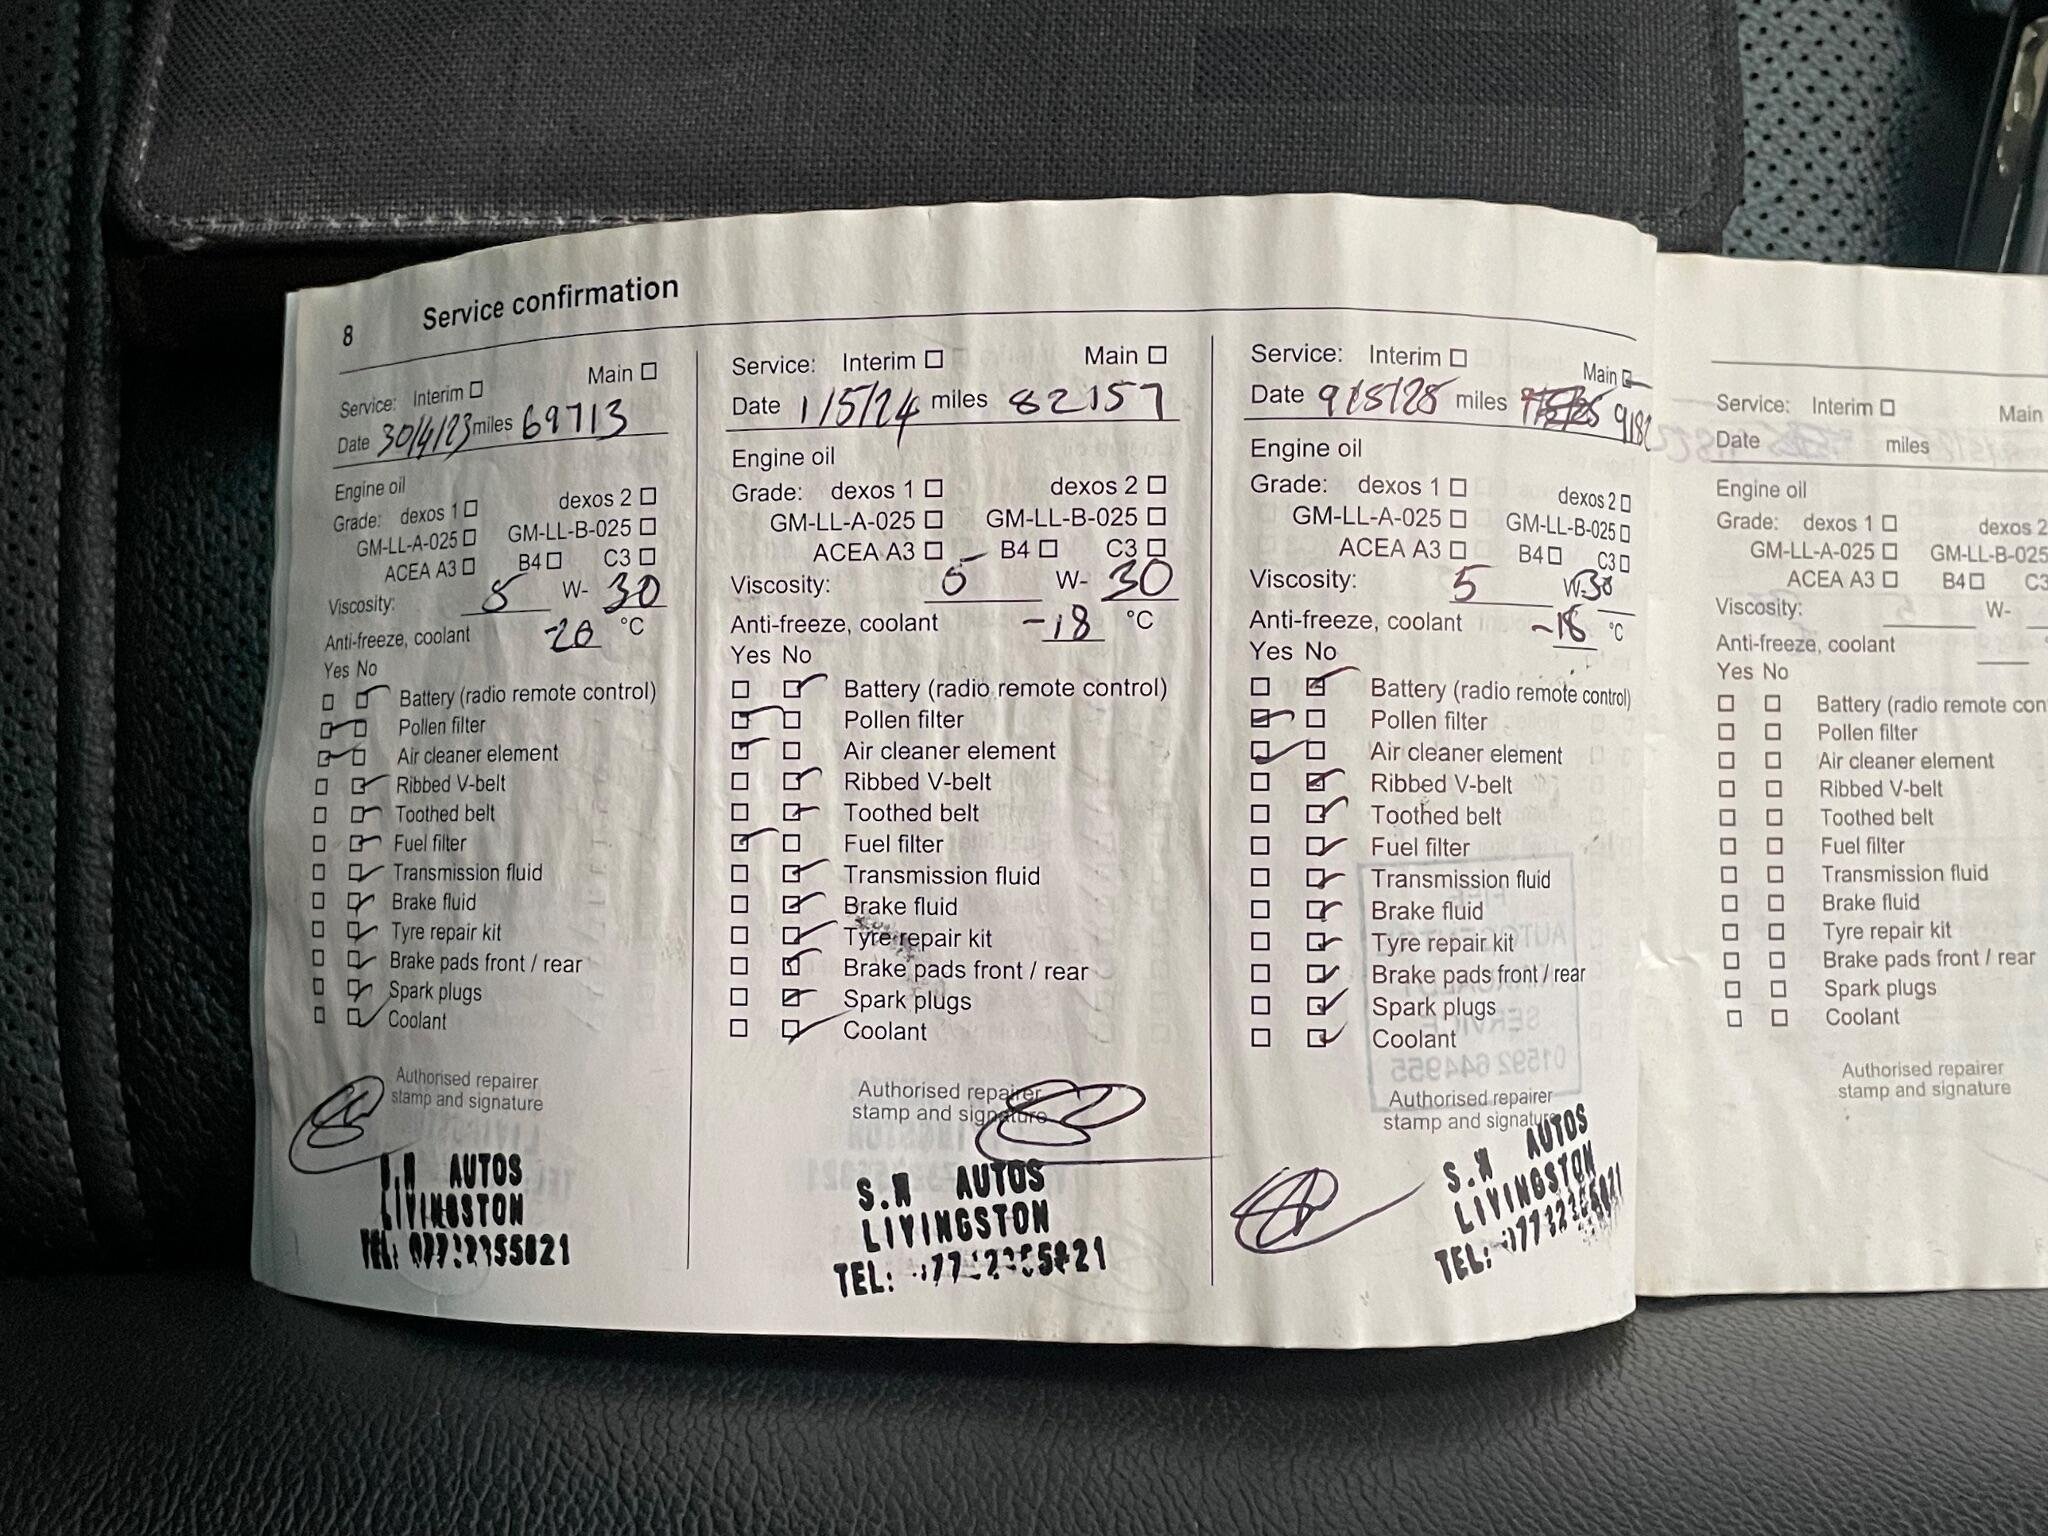 8 Service confirmation
Service: Interim Main
Date 30/4/23 miles 69713
Engine oil
Grade: dexos 1 dexos 2
GM-LL-A-025 GM-LL-B-025
ACEA A3 B4 C3
Viscosity: 5 W- 30
Anti-freeze, coolant -20 °C
Yes No
Battery (radio remote control)
Pollen filter
Air cleaner element
Ribbed V-belt
Toothed belt
Fuel filter
Transmission fluid
Brake fluid
Tyre repair kit
Brake pads front / rear
Spark plugs
Coolant
Authorised repairer
stamp and signature
AUTOS
LIVINGSTON
TEL:
Service: Interim Main
Date 1/5/24 miles 82157
Engine oil
Grade: dexos 1 dexos 2
GM-LL-A-025 GM-LL-B-025
ACEA A3 B4 C3
Viscosity: 5 W- 30
Anti-freeze, coolant -18 °C
Yes No
Battery (radio remote control)
Pollen filter
Air cleaner element
Ribbed V-belt
Toothed belt
Fuel filter
Transmission fluid
Brake fluid
Tyre repair kit
Brake pads front / rear
Spark plugs
Coolant
Authorised repairer
stamp and signature
AUTOS
LIVINGSTON
TEL:
Service: Interim Main
Date 9/5/25 miles
Engine oil
Grade: dexos 1 dexos 2
GM-LL-A-025 GM-LL-B-025
ACEA A3 B4 C3
Viscosity: 5 W-30
Anti-freeze, coolant -18 °C
Yes No
Battery (radio remote control)
Pollen filter
Air cleaner element
Ribbed V-belt
Toothed belt
Fuel filter
Transmission fluid
Brake fluid
Tyre repair kit
Brake pads front / rear
Spark plugs
Coolant
Authorised repairer
stamp and signature
AUTOS
LIVINGSTON
TEL:
Service: Interim Main
Date miles
Engine oil
Grade: dexos 1 dexos 2
GM-LL-A-025 GM-LL-B-025
ACEA A3 B4 C3
Viscosity: W-
Anti-freeze, coolant
Yes No
Battery (radio remote con
Pollen filter
Air cleaner element
Ribbed V-belt
Toothed belt
Fuel filter
Transmission fluid
Brake fluid
Tyre repair kit
Brake pads front / rear
Spark plugs
Coolant
Authorised repairer
stamp and signature